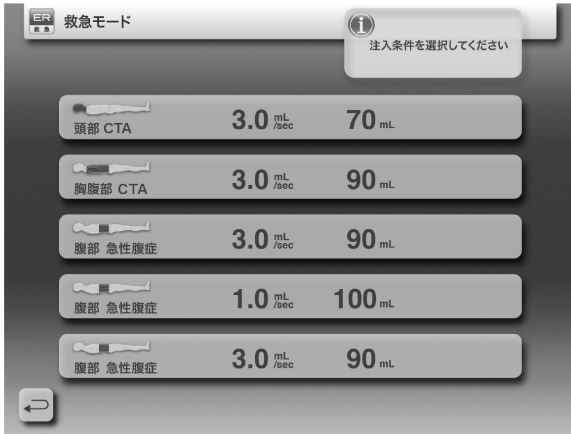 ER
救急
救急モード
i
注入条件を選択してください
頭部 CTA
3.0 mL/sec
70 mL
胸腹部 CTA
3.0 mL/sec
90 mL
腹部 急性腹症
3.0 mL/sec
90 mL
腹部 急性腹症
1.0 mL/sec
100 mL
腹部 急性腹症
3.0 mL/sec
90 mL